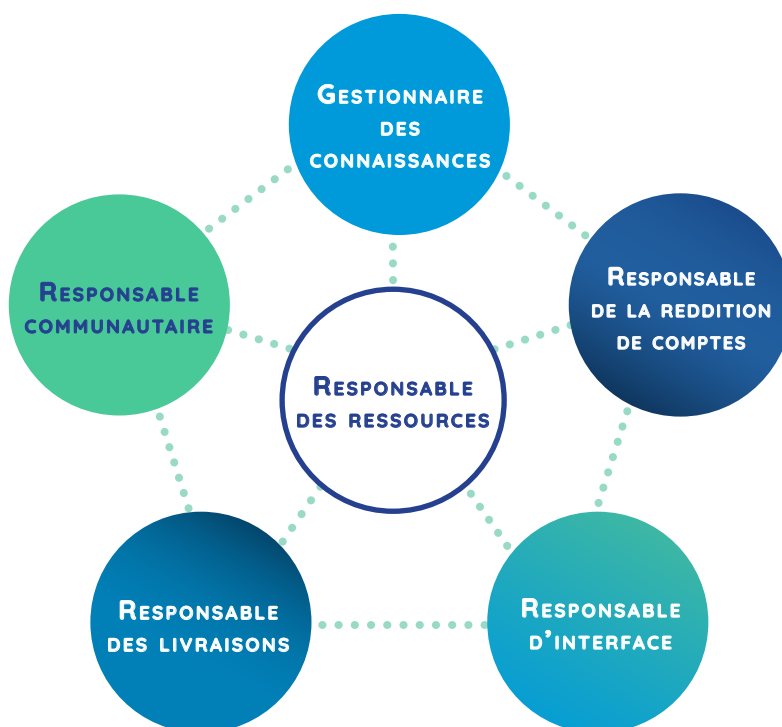 Gestionnaire
des
connaissances
Responsable
communautaire
Responsable
de la reddition
de comptes
Responsable
des ressources
Responsable
des livraisons
Responsable
d'interface